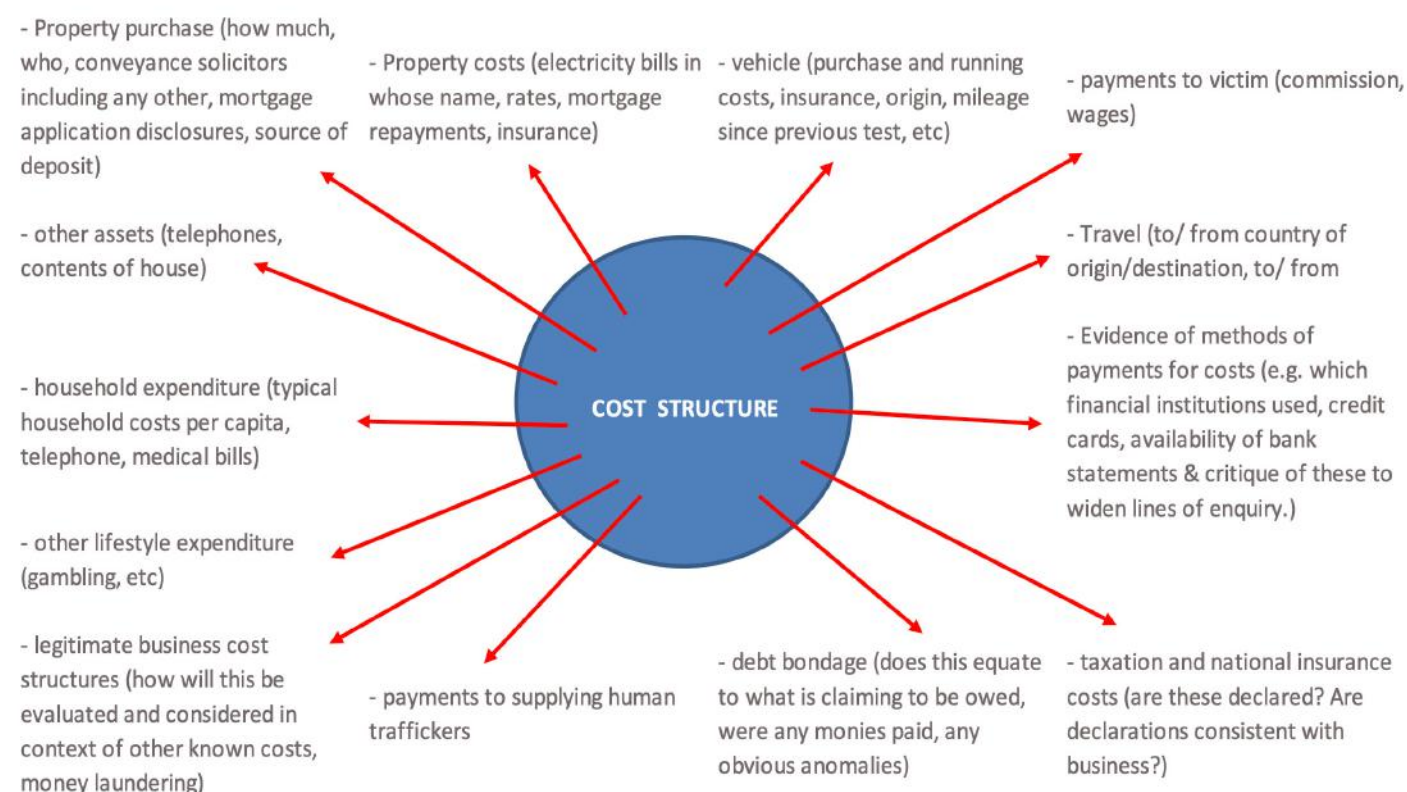 - Property purchase (how much,
who, conveyance solicitors
including any other, mortgage
application disclosures, source of
deposit)
- Property costs (electricity bills in
whose name, rates, mortgage
repayments, insurance)
- vehicle (purchase and running
costs, insurance, origin, mileage
since previous test, etc)
- payments to victim (commission,
wages)
- other assets (telephones,
contents of house)
- Travel (to/ from country of
origin/destination, to/ from
- household expenditure (typical
household costs per capita,
telephone, medical bills)
COST STRUCTURE
- Evidence of methods of
payments for costs (e.g. which
financial institutions used, credit
cards, availability of bank
statements & critique of these to
widen lines of enquiry.)
- other lifestyle expenditure
(gambling, etc)
- legitimate business cost
structures (how will this be
evaluated and considered in
context of other known costs,
money laundering)
- payments to supplying human
traffickers
- debt bondage (does this equate
to what is claiming to be owed,
were any monies paid, any
obvious anomalies)
- taxation and national insurance
costs (are these declared? Are
declarations consistent with
business?)